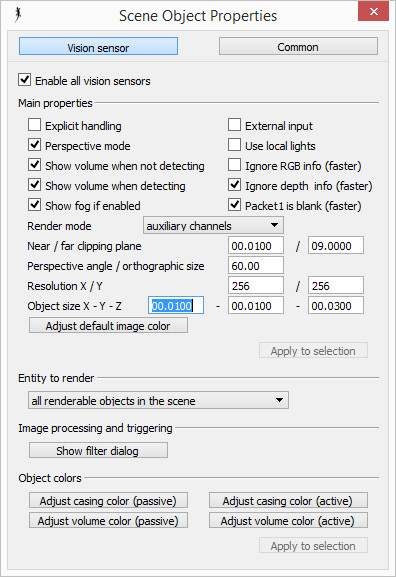 Scene Object Properties
Vision sensor Common
Enable all vision sensors
Main properties
Explicit handling External input
Perspective mode Use local lights
Show volume when not detecting Ignore RGB info (faster)
Show volume when detecting Ignore depth info (faster)
Show fog if enabled Packet1 is blank (faster)
Render mode auxiliary channels
Near / far clipping plane 00.0100 / 09.0000
Perspective angle / orthographic size 60.00
Resolution X / Y 256 / 256
Object size X - Y - Z 00.0100 - 00.0100 - 00.0300
Adjust default image color
Apply to selection
Entity to render
all renderable objects in the scene
Image processing and triggering
Show filter dialog
Object colors
Adjust casing color (passive) Adjust casing color (active)
Adjust volume color (passive) Adjust volume color (active)
Apply to selection